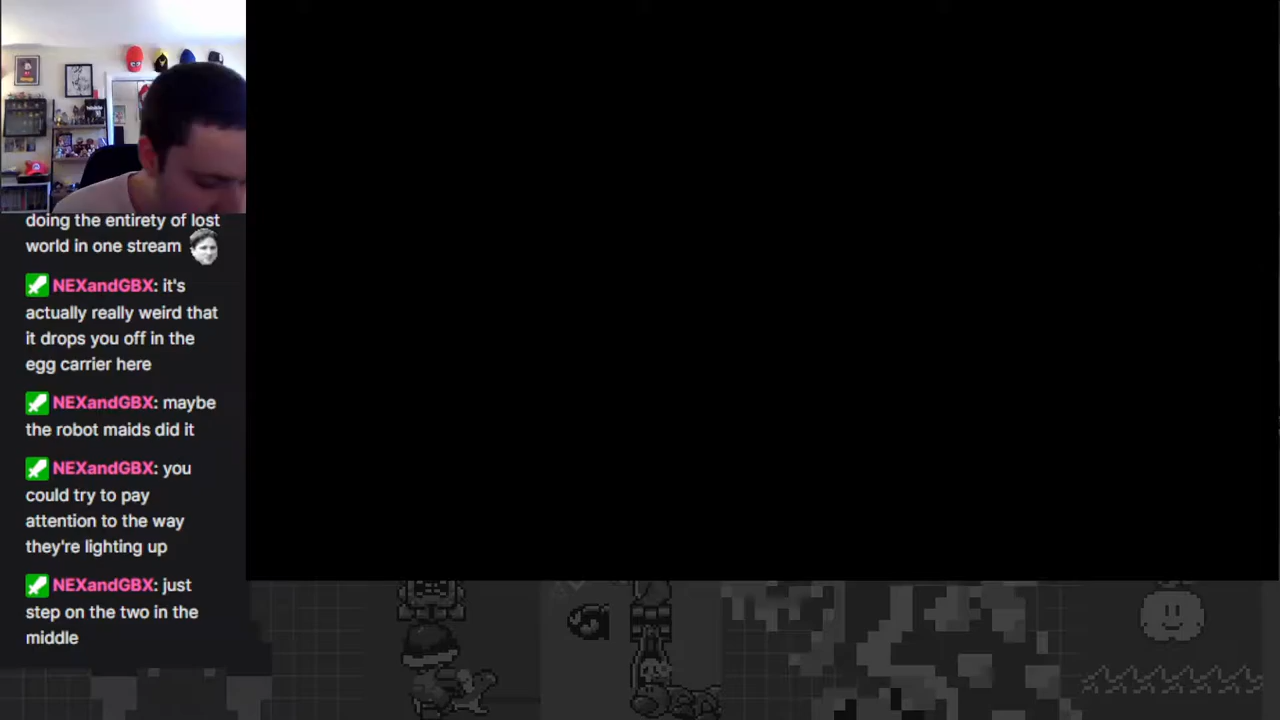 doing the entirety of lost
world in one stream
NEXandGBX: it's
actually really weird that
it drops you off in the
egg carrier here
NEXandGBX: maybe
the robot maids did it
NEXandGBX: you
could try to pay
attention to the way
they're lighting up
NEXandGBX: just
step on the two in the
middle